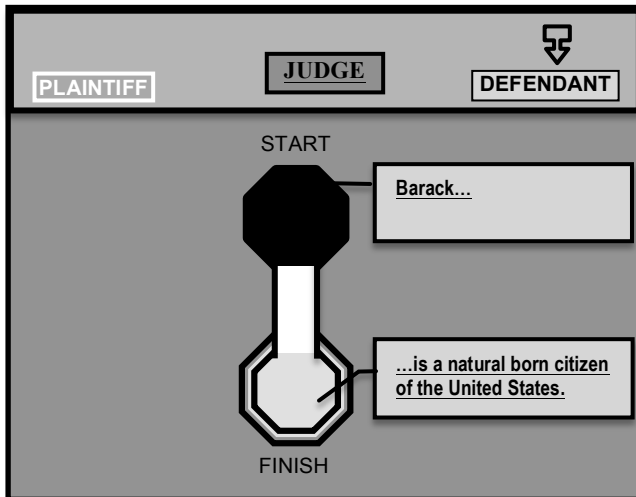 PLAINTIFF
JUDGE
DEFENDANT
START
Barack...
...is a natural born citizen
of the United States.
FINISH